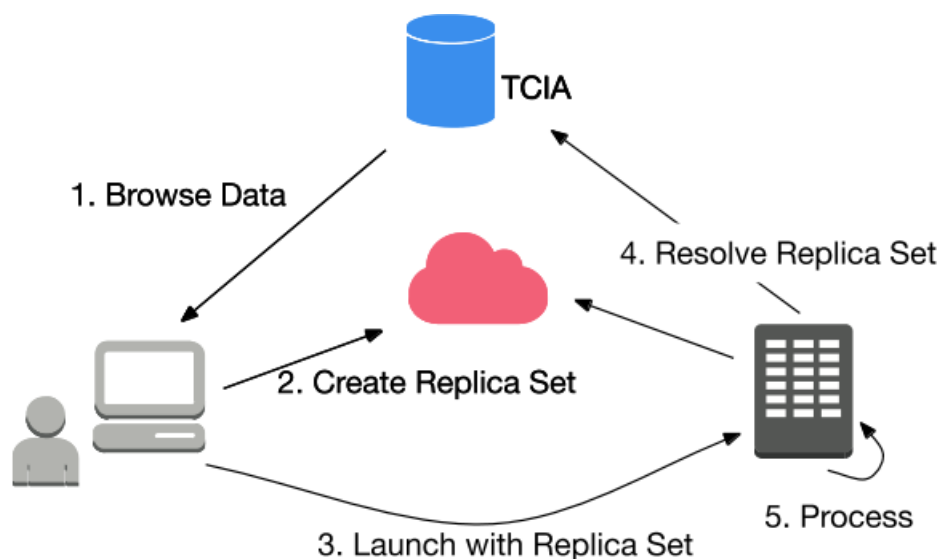 TCIA
1. Browse Data
4. Resolve Replica Set
2. Create Replica Set
5. Process
3. Launch with Replica Set